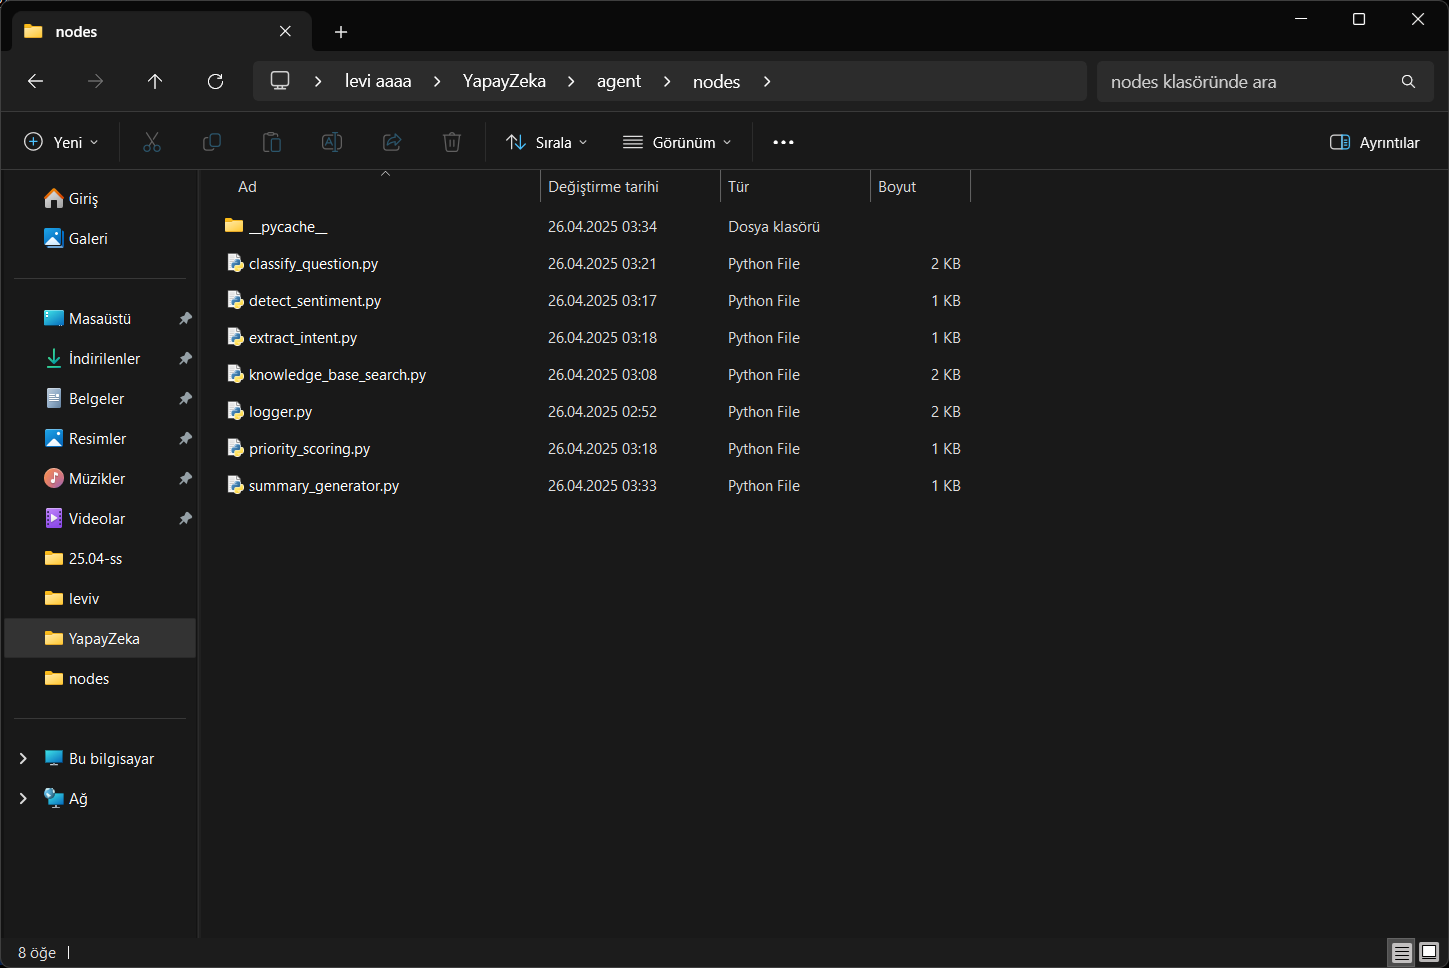 nodes
levi aaaa > YapayZeka > agent > nodes >
nodes klasöründe ara
Yeni
Sırala
Görünüm
Ayrıntılar
Giriş
Galeri
Masaüstü
İndirilenler
Belgeler
Resimler
Müzikler
Videolar
25.04-ss
leviv
YapayZeka
nodes
Bu bilgisayar
Ağ
Ad Değiştirme tarihi Tür Boyut
__pycache__ 26.04.2025 03:34 Dosya klasörü
classify_question.py 26.04.2025 03:21 Python File 2 KB
detect_sentiment.py 26.04.2025 03:17 Python File 1 KB
extract_intent.py 26.04.2025 03:18 Python File 1 KB
knowledge_base_search.py 26.04.2025 03:08 Python File 2 KB
logger.py 26.04.2025 02:52 Python File 2 KB
priority_scoring.py 26.04.2025 03:18 Python File 1 KB
summary_generator.py 26.04.2025 03:33 Python File 1 KB
8 öğe